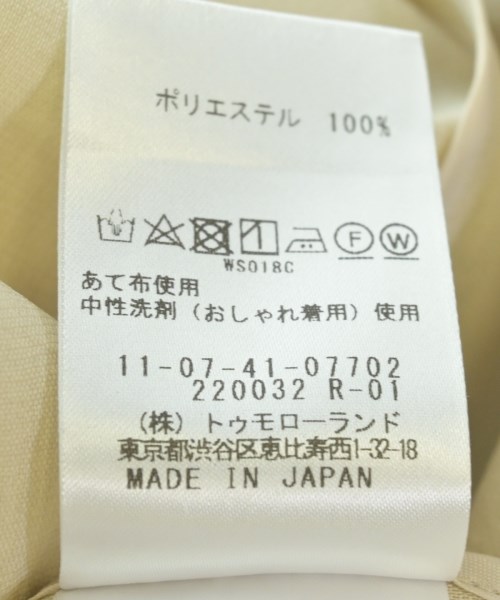 ポリエステル 100%
F W
WS018C
あて布使用
中性洗剤（おしゃれ着用）使用
11-07-41-07702
220032 R-01
（株）トゥモローランド
東京都渋谷区恵比寿西1-32-18
MADE IN JAPAN